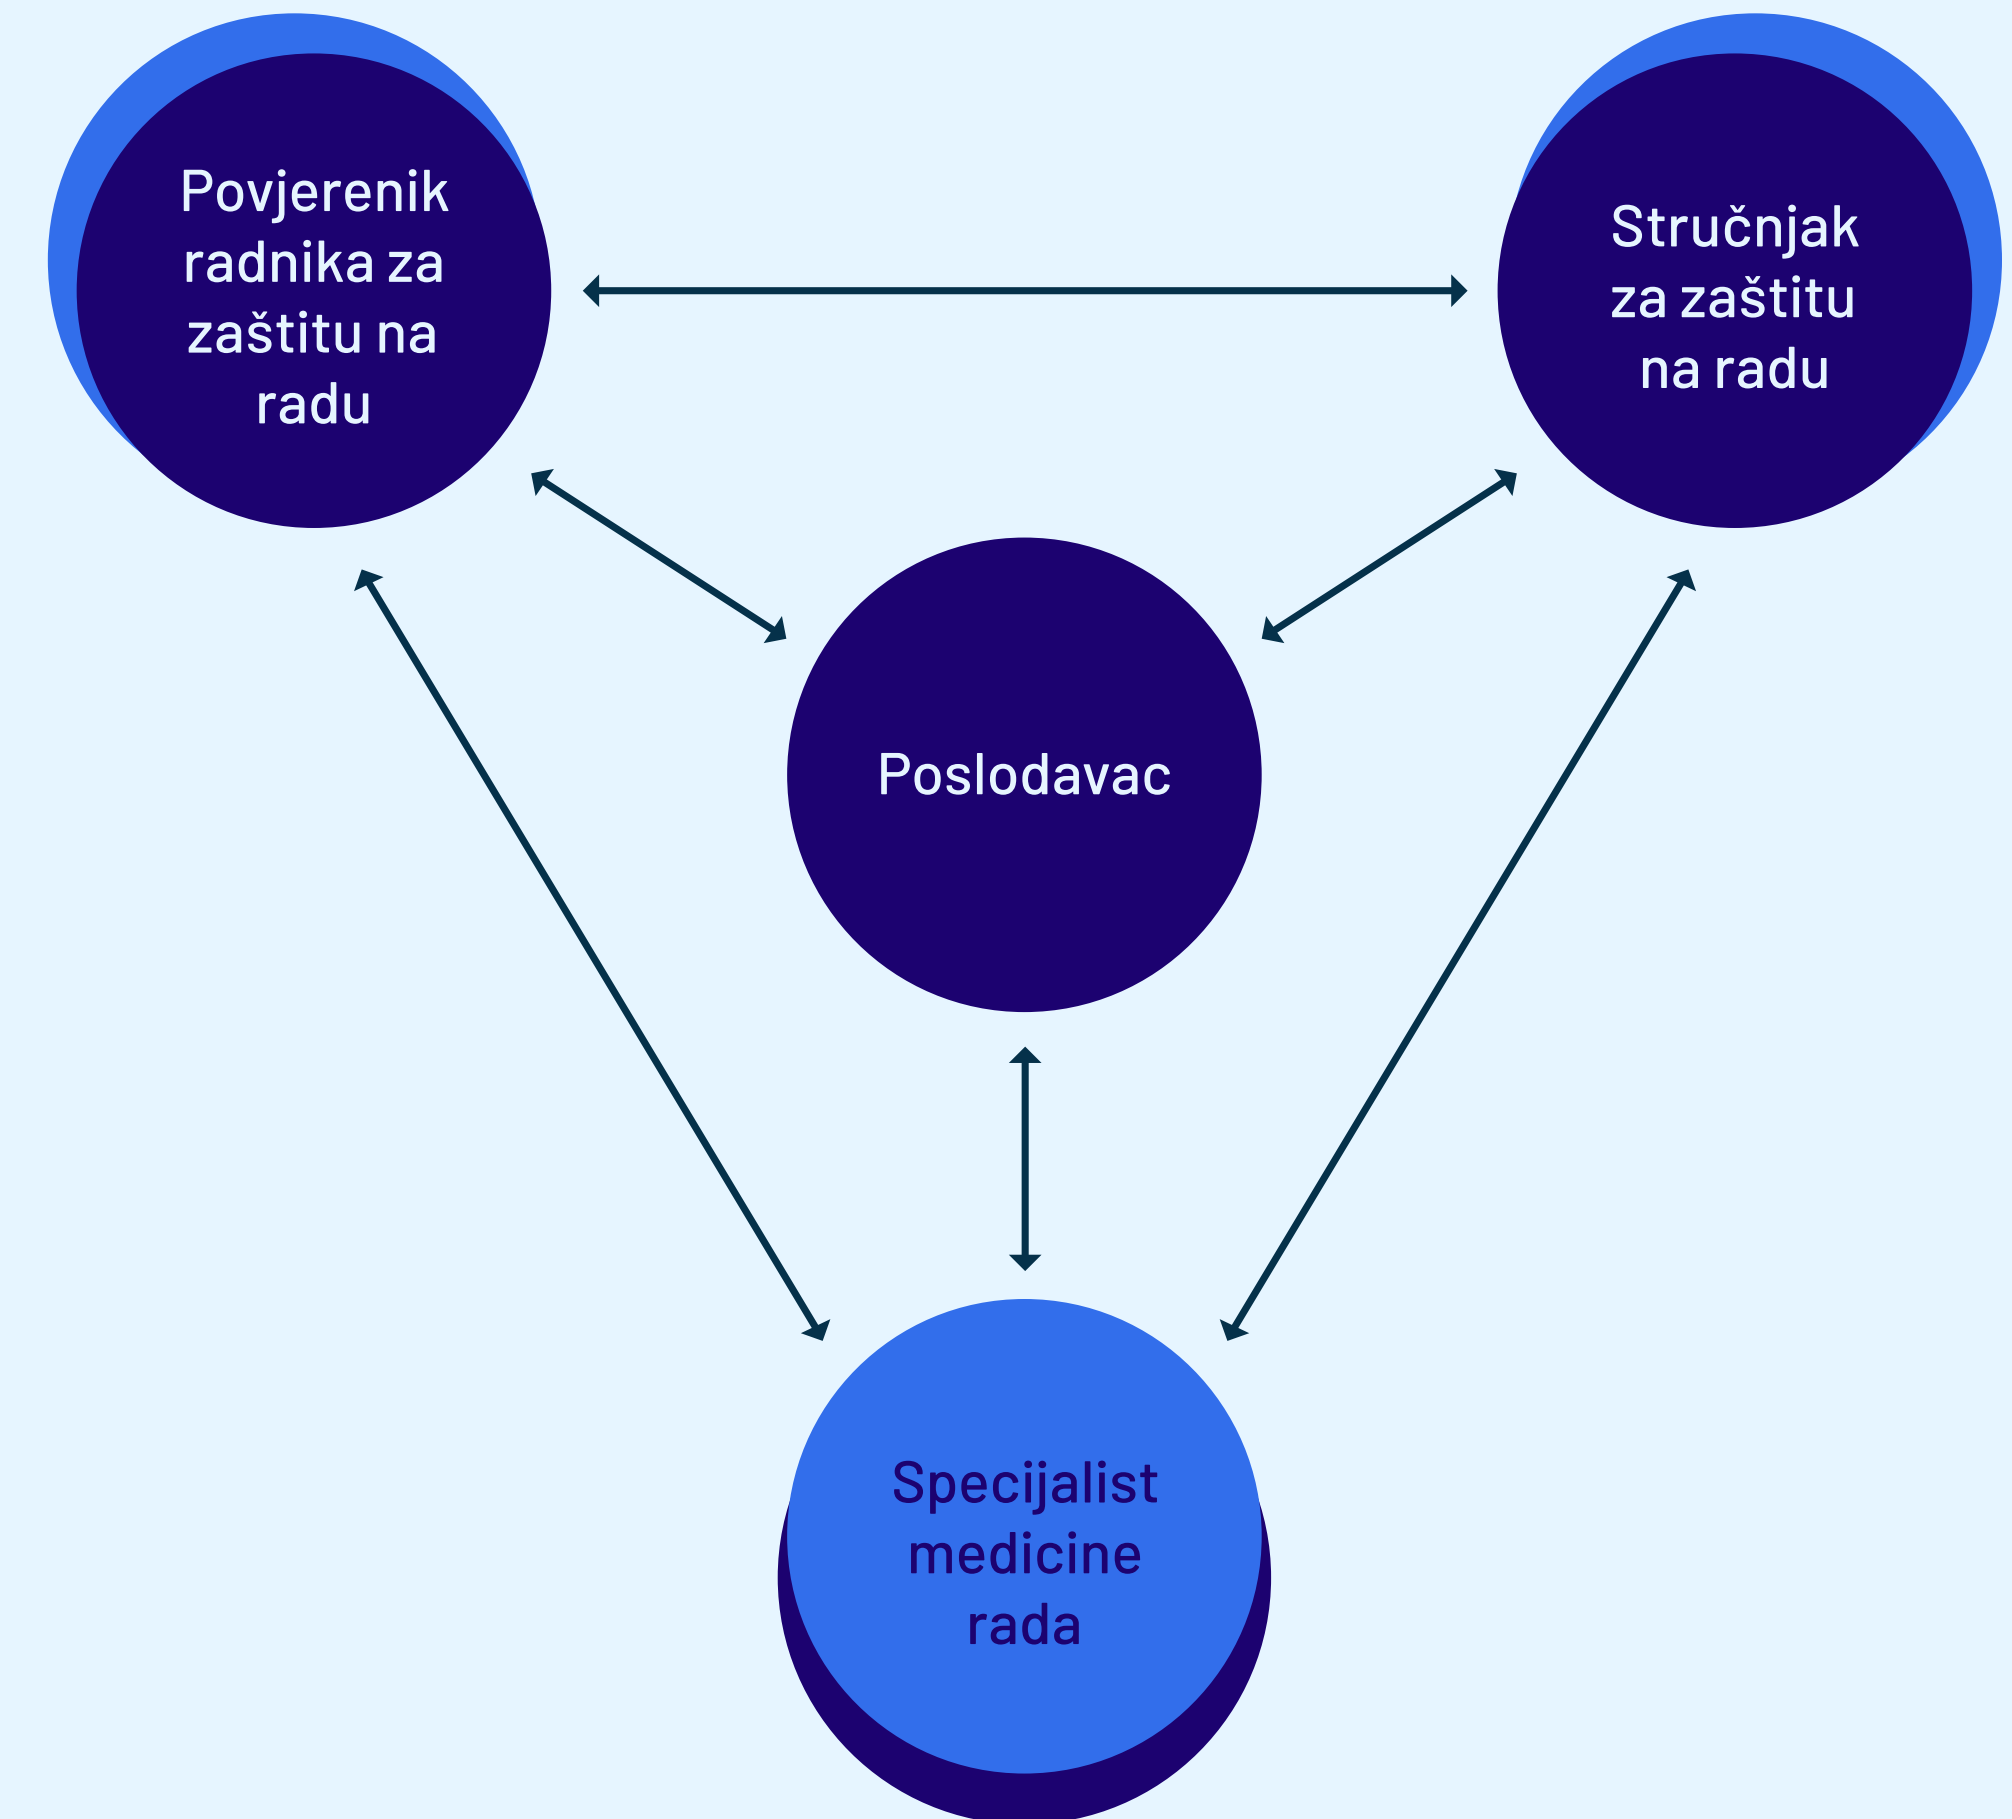 Povjerenik
radnika za
zaštitu na
radu
Stručnjak
za zaštitu
na radu
Poslodavac
Specijalist
medicine
rada